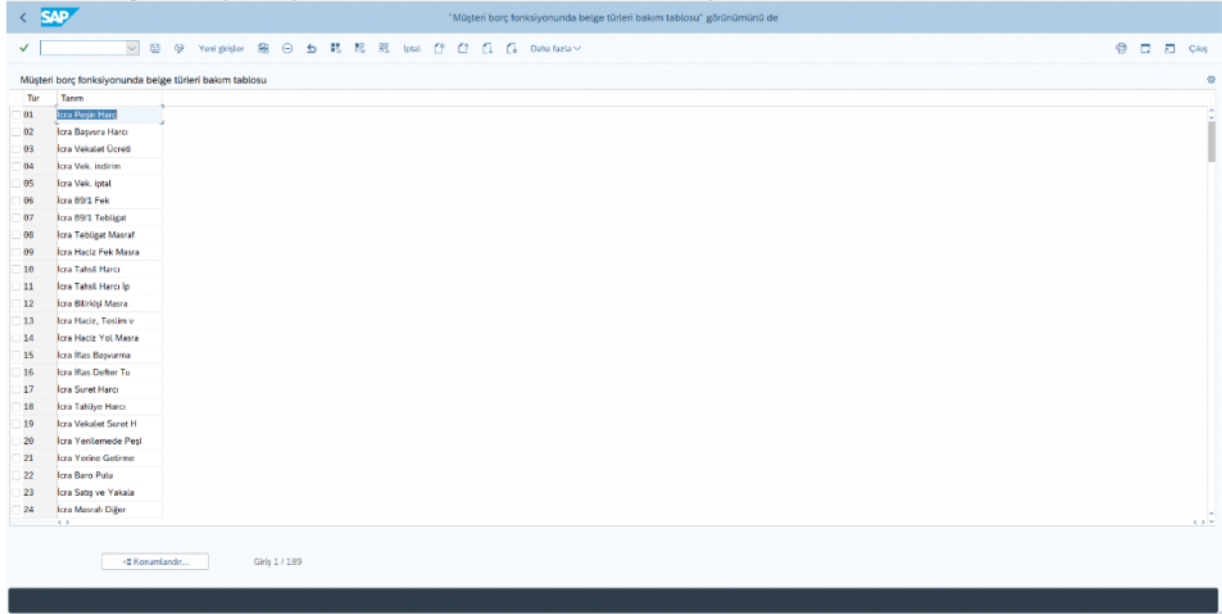 SAP
"Müşteri borç fonksiyonunda belge türleri bakım tablosu" görünümünü de
Yeni girişler İptal Daha fazla Çıkış
Müşteri borç fonksiyonunda belge türleri bakım tablosu
Tür Tanım
01 İcra Peşin Harç
02 İcra Başvuru Harcı
03 İcra Vekalet Ücreti
04 İcra Vek. indirim
05 İcra Vek. iptal
06 İcra 89/1 Fek
07 İcra 89/1 Tebligat
08 İcra Tebligat Masraf
09 İcra Haciz Fek Masra
10 İcra Tahsil Harcı
11 İcra Tahsil Harcı İp
12 İcra Bilirkişi Masra
13 İcra Haciz, Teslim v
14 İcra Haciz Yol Masra
15 İcra İflas Başvurma
16 İcra İflas Defter Tu
17 İcra Suret Harcı
18 İcra Tahliye Harcı
19 İcra Vekalet Suret H
20 İcra Yenilemede Peşi
21 İcra Yerine Getirme
22 İcra Baro Pulu
23 İcra Satış ve Yakala
24 İcra Masrafı Diğer
Konumlandır... Giriş 1 / 189